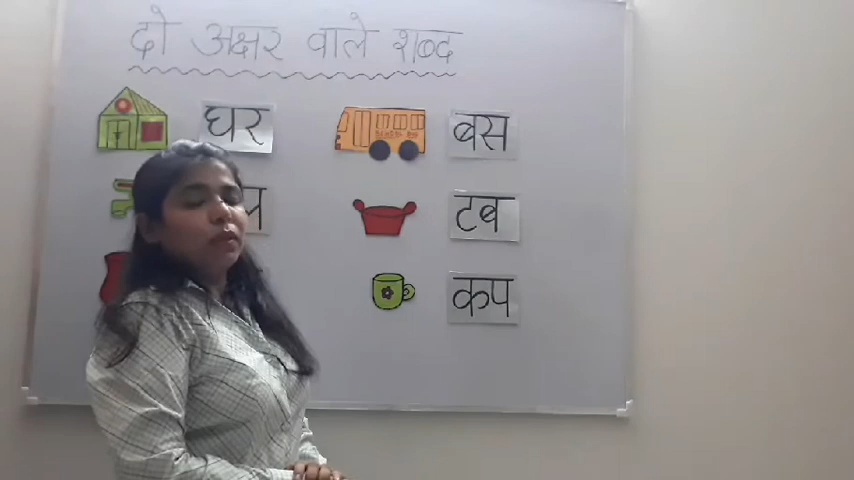 दो अक्षर वाले शब्द
घर बस
टब
कप